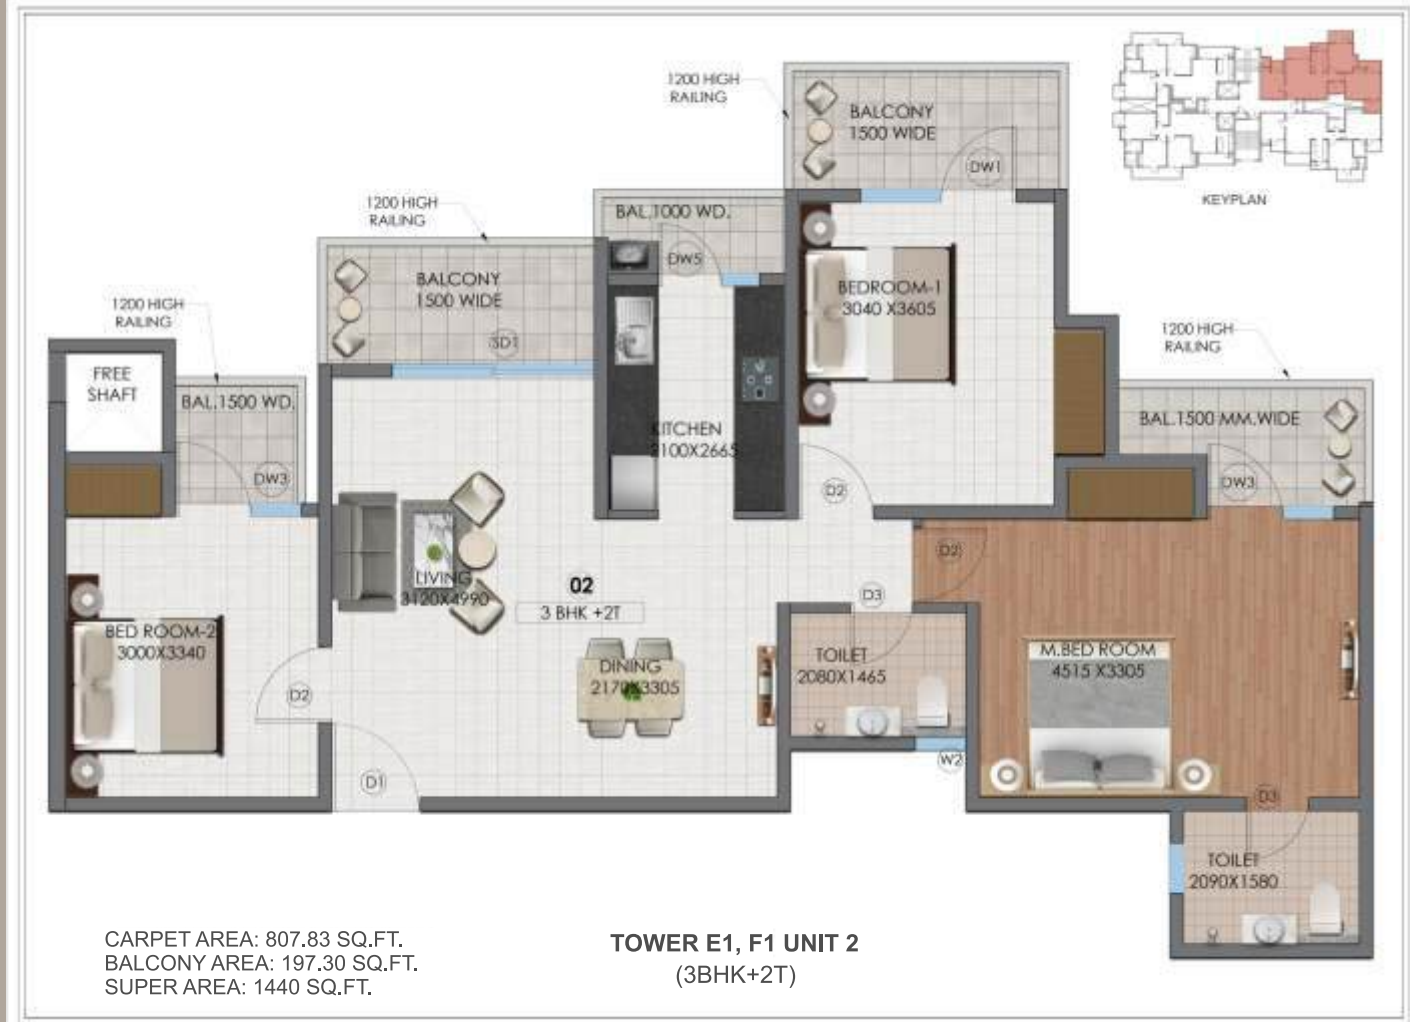 1200 HIGH
RAILING
BALCONY
1500 WIDE
DW1
KEYPLAN
1200 HIGH
RAILING
BAL.1000 WD.
DW5
BALCONY
1500 WIDE
SD1
BEDROOM-1
3040 X3605
1200 HIGH
RAILING
1200 HIGH
RAILING
FREE
SHAFT
BAL.1500 WD.
DW3
KITCHEN
2100X2665
BAL.1500 MM.WIDE
DW3
D2
D2
LIVING
3120X4990
02
3 BHK +2T
D3
BED ROOM-2
3000X3340
D2
DINING
2170X3305
TOILET
2080X1465
M.BED ROOM
4515 X3305
W2
D1
D3
TOILET
2090X1580
CARPET AREA: 807.83 SQ.FT.
BALCONY AREA: 197.30 SQ.FT.
SUPER AREA: 1440 SQ.FT.
TOWER E1, F1 UNIT 2
(3BHK+2T)